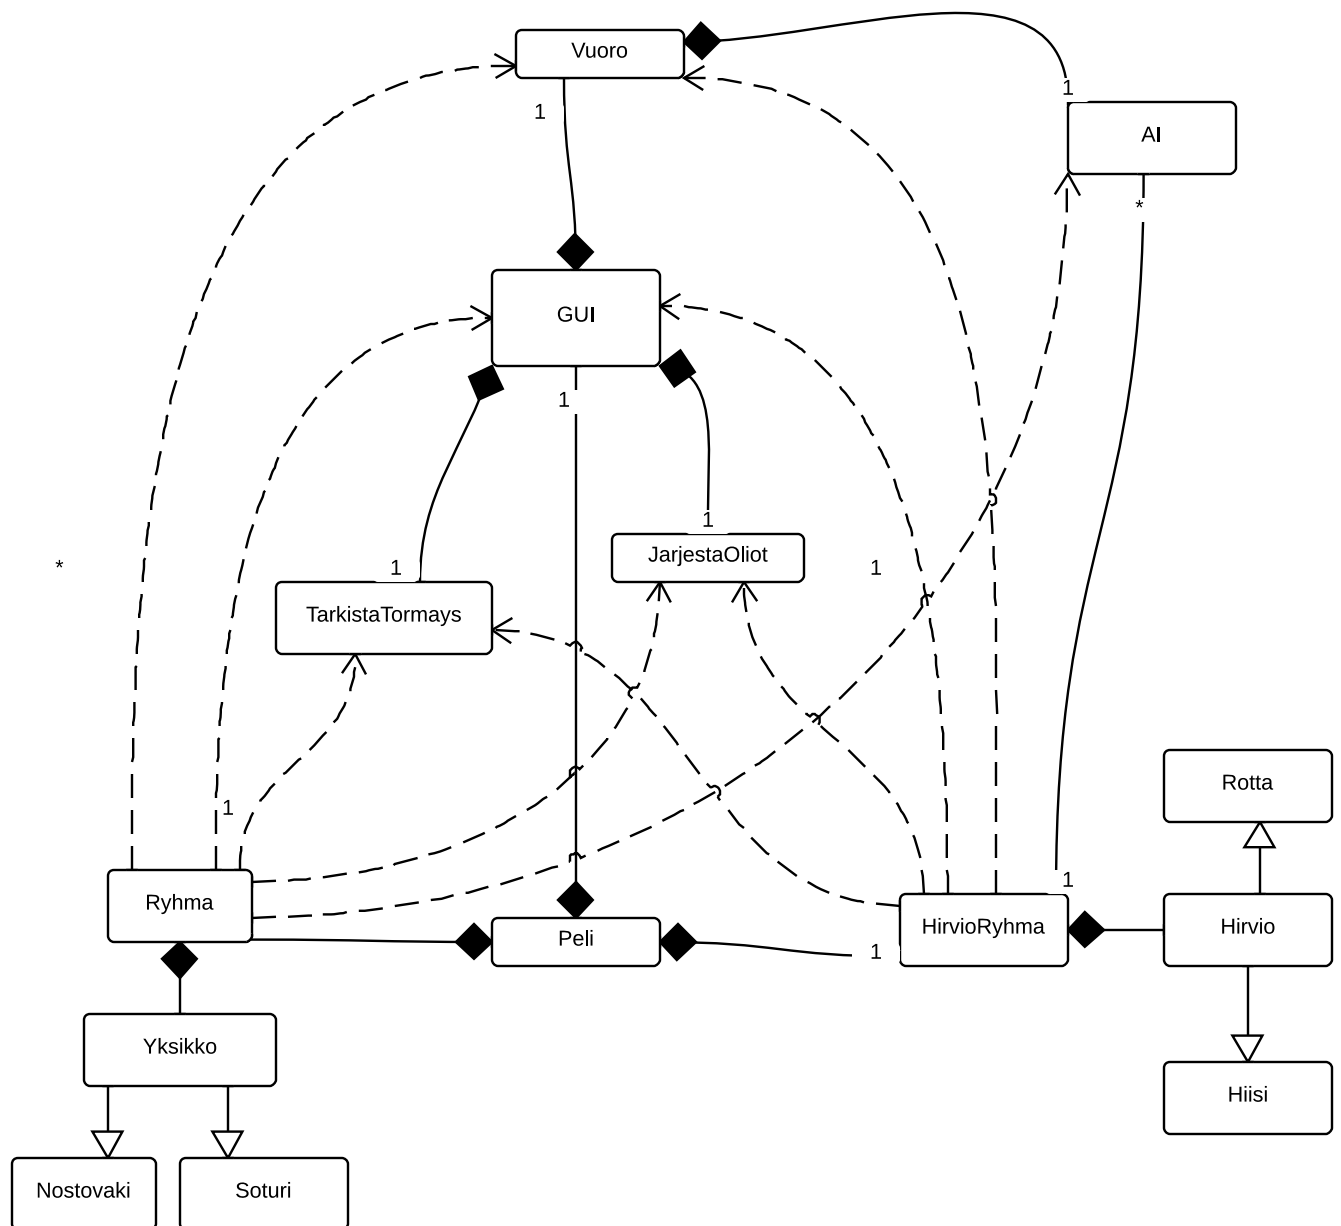 Vuoro
1
1
AI
*
GUI
1
1
JarjestaOliot
*
1
1
TarkistaTormays
Rotta
1
1
Ryhma
HirvioRyhma
Hirvio
Peli
1
Yksikko
Hiisi
Nostovaki
Soturi